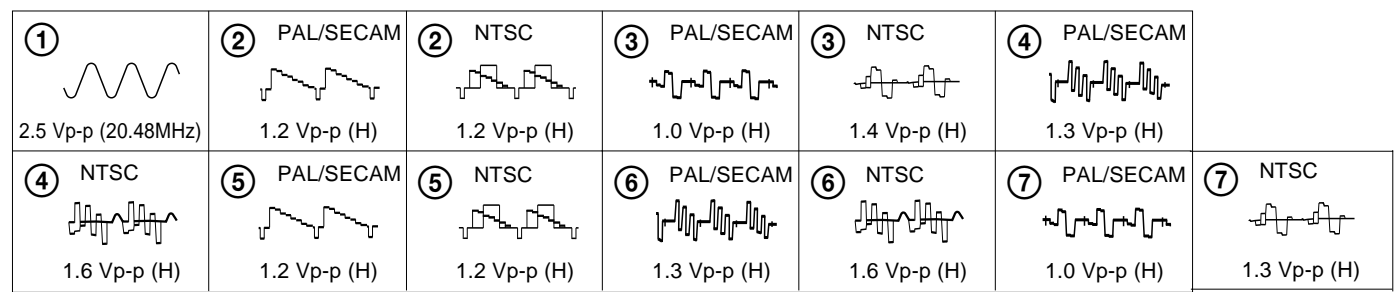 ① 2.5 Vp-p (20.48MHz)
② PAL/SECAM 1.2 Vp-p (H)
② NTSC 1.2 Vp-p (H)
③ PAL/SECAM 1.0 Vp-p (H)
③ NTSC 1.4 Vp-p (H)
④ PAL/SECAM 1.3 Vp-p (H)
④ NTSC 1.6 Vp-p (H)
⑤ PAL/SECAM 1.2 Vp-p (H)
⑤ NTSC 1.2 Vp-p (H)
⑥ PAL/SECAM 1.3 Vp-p (H)
⑥ NTSC 1.6 Vp-p (H)
⑦ PAL/SECAM 1.0 Vp-p (H)
⑦ NTSC 1.3 Vp-p (H)